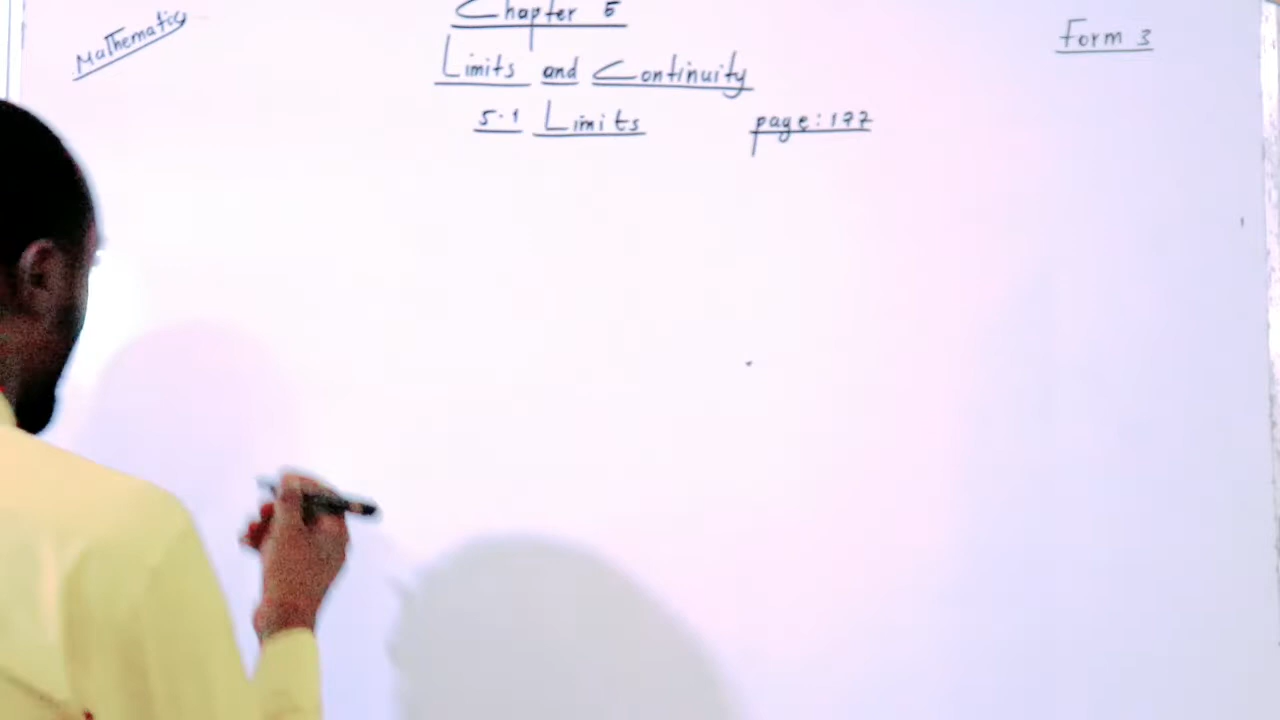 Mathematics
Chapter 5
Form 3
Limits and Continuity
5.1 Limits page: 177